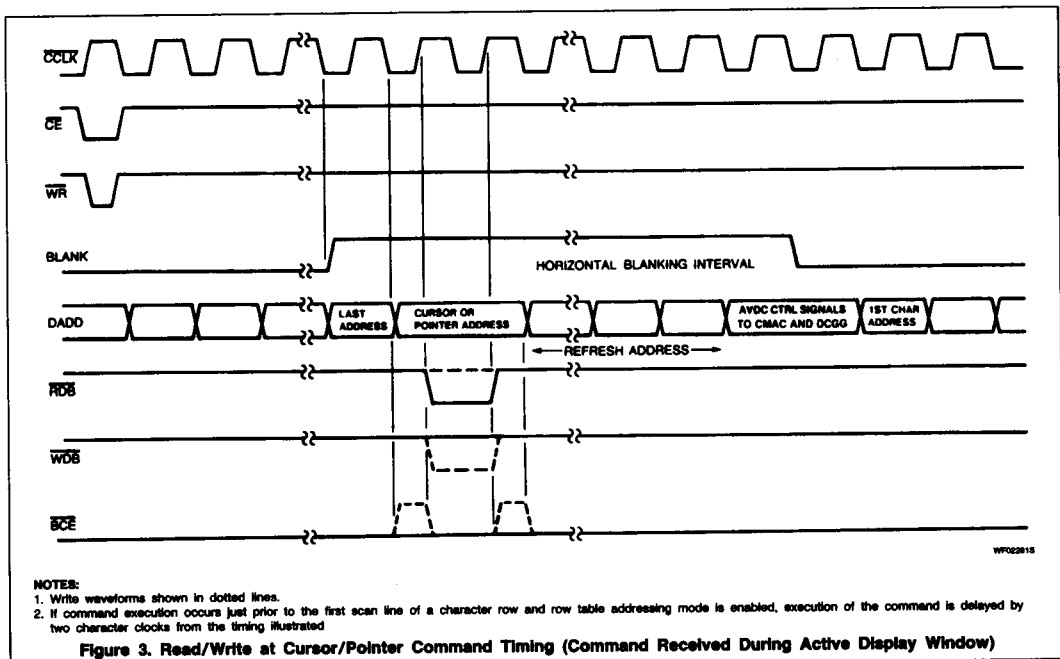 CCLK
CE
WR
BLANK
HORIZONTAL BLANKING INTERVAL
DADD
LAST ADDRESS
CURSOR OR POINTER ADDRESS
AVDC CTRL SIGNALS TO CMAC AND DCGG
1ST CHAR ADDRESS
REFRESH ADDRESS
RDB
WDB
BCE
WF02281S
NOTES:
1. Write waveforms shown in dotted lines.
2. If command execution occurs just prior to the first scan line of a character row and row table addressing mode is enabled, execution of the command is delayed by
two character clocks from the timing illustrated
Figure 3. Read/Write at Cursor/Pointer Command Timing (Command Received During Active Display Window)